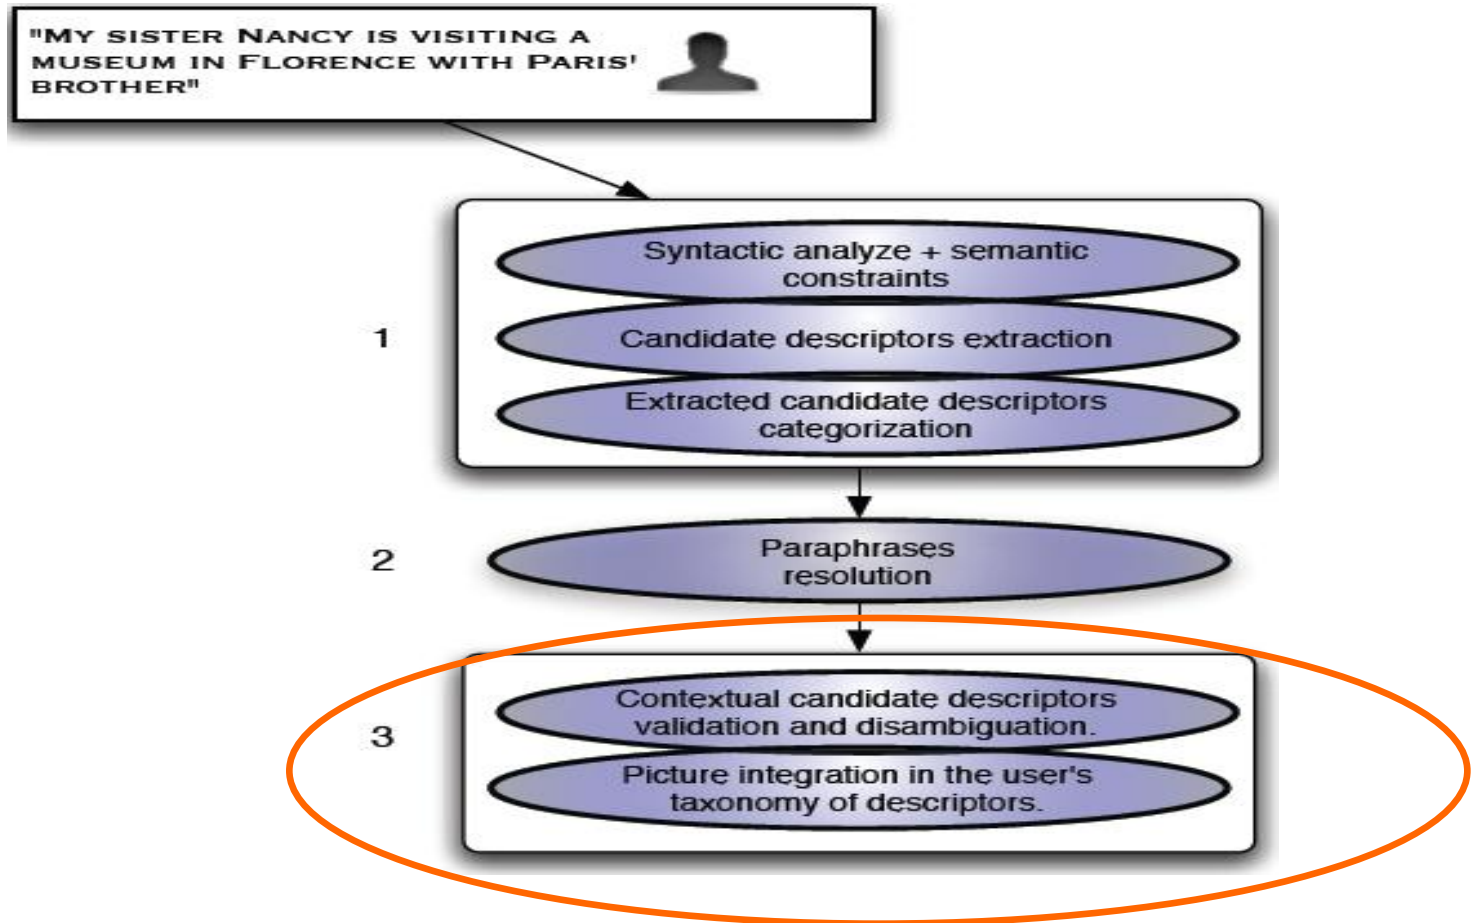 "My sister Nancy is visiting a
museum in Florence with Paris'
brother"
Syntactic analyze + semantic
constraints
1
Candidate descriptors extraction
Extracted candidate descriptors
categorization
2
Paraphrases
resolution
3
Contextual candidate descriptors
validation and disambiguation.
Picture integration in the user's
taxonomy of descriptors.